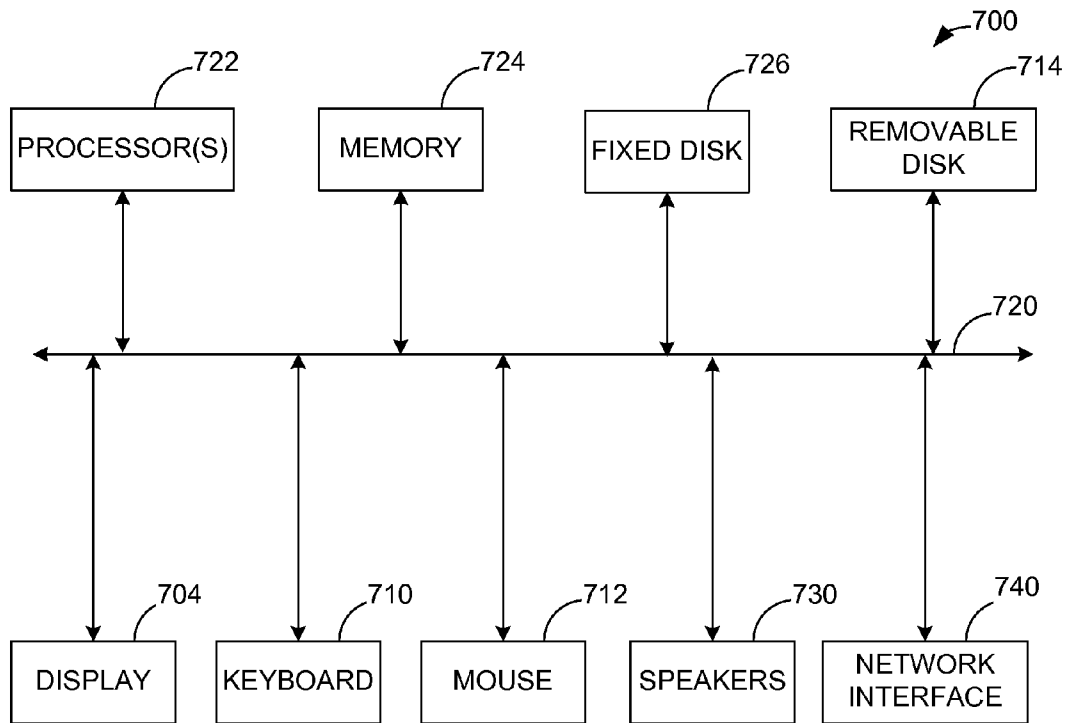 700
722
724
726
714
PROCESSOR(S)
MEMORY
FIXED DISK
REMOVABLE
DISK
720
704
710
712
730
740
DISPLAY
KEYBOARD
MOUSE
SPEAKERS
NETWORK
INTERFACE